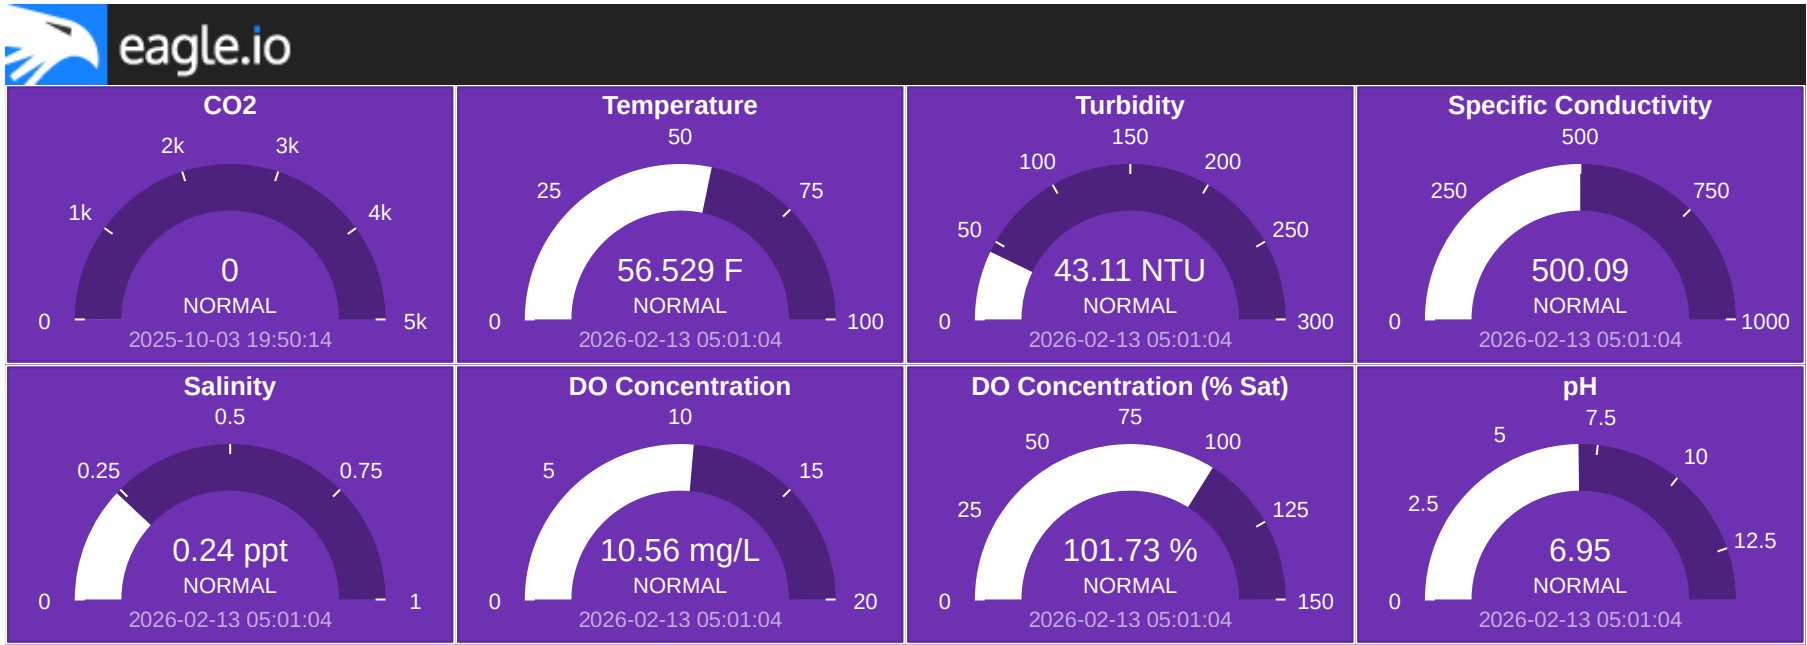 eagle.io
CO2
0
1k
2k
3k
4k
5k
0
NORMAL
2025-10-03 19:50:14
Temperature
0
25
50
75
100
56.529 F
NORMAL
2026-02-13 05:01:04
Turbidity
0
50
100
150
200
250
300
43.11 NTU
NORMAL
2026-02-13 05:01:04
Specific Conductivity
0
250
500
750
1000
500.09
NORMAL
2026-02-13 05:01:04
Salinity
0
0.25
0.5
0.75
1
0.24 ppt
NORMAL
2026-02-13 05:01:04
DO Concentration
0
5
10
15
20
10.56 mg/L
NORMAL
2026-02-13 05:01:04
DO Concentration (% Sat)
0
25
50
75
100
125
150
101.73 %
NORMAL
2026-02-13 05:01:04
pH
0
2.5
5
7.5
10
12.5
6.95
NORMAL
2026-02-13 05:01:04